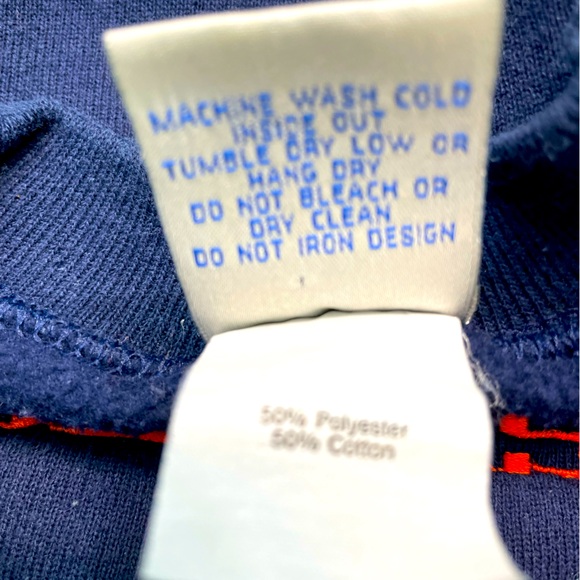 MACHINE WASH COLD
INSIDE OUT
TUMBLE DRY LOW OR
HANG DRY
DO NOT BLEACH OR
DRY CLEAN
DO NOT IRON DESIGN
50% Polyester
50% Cotton